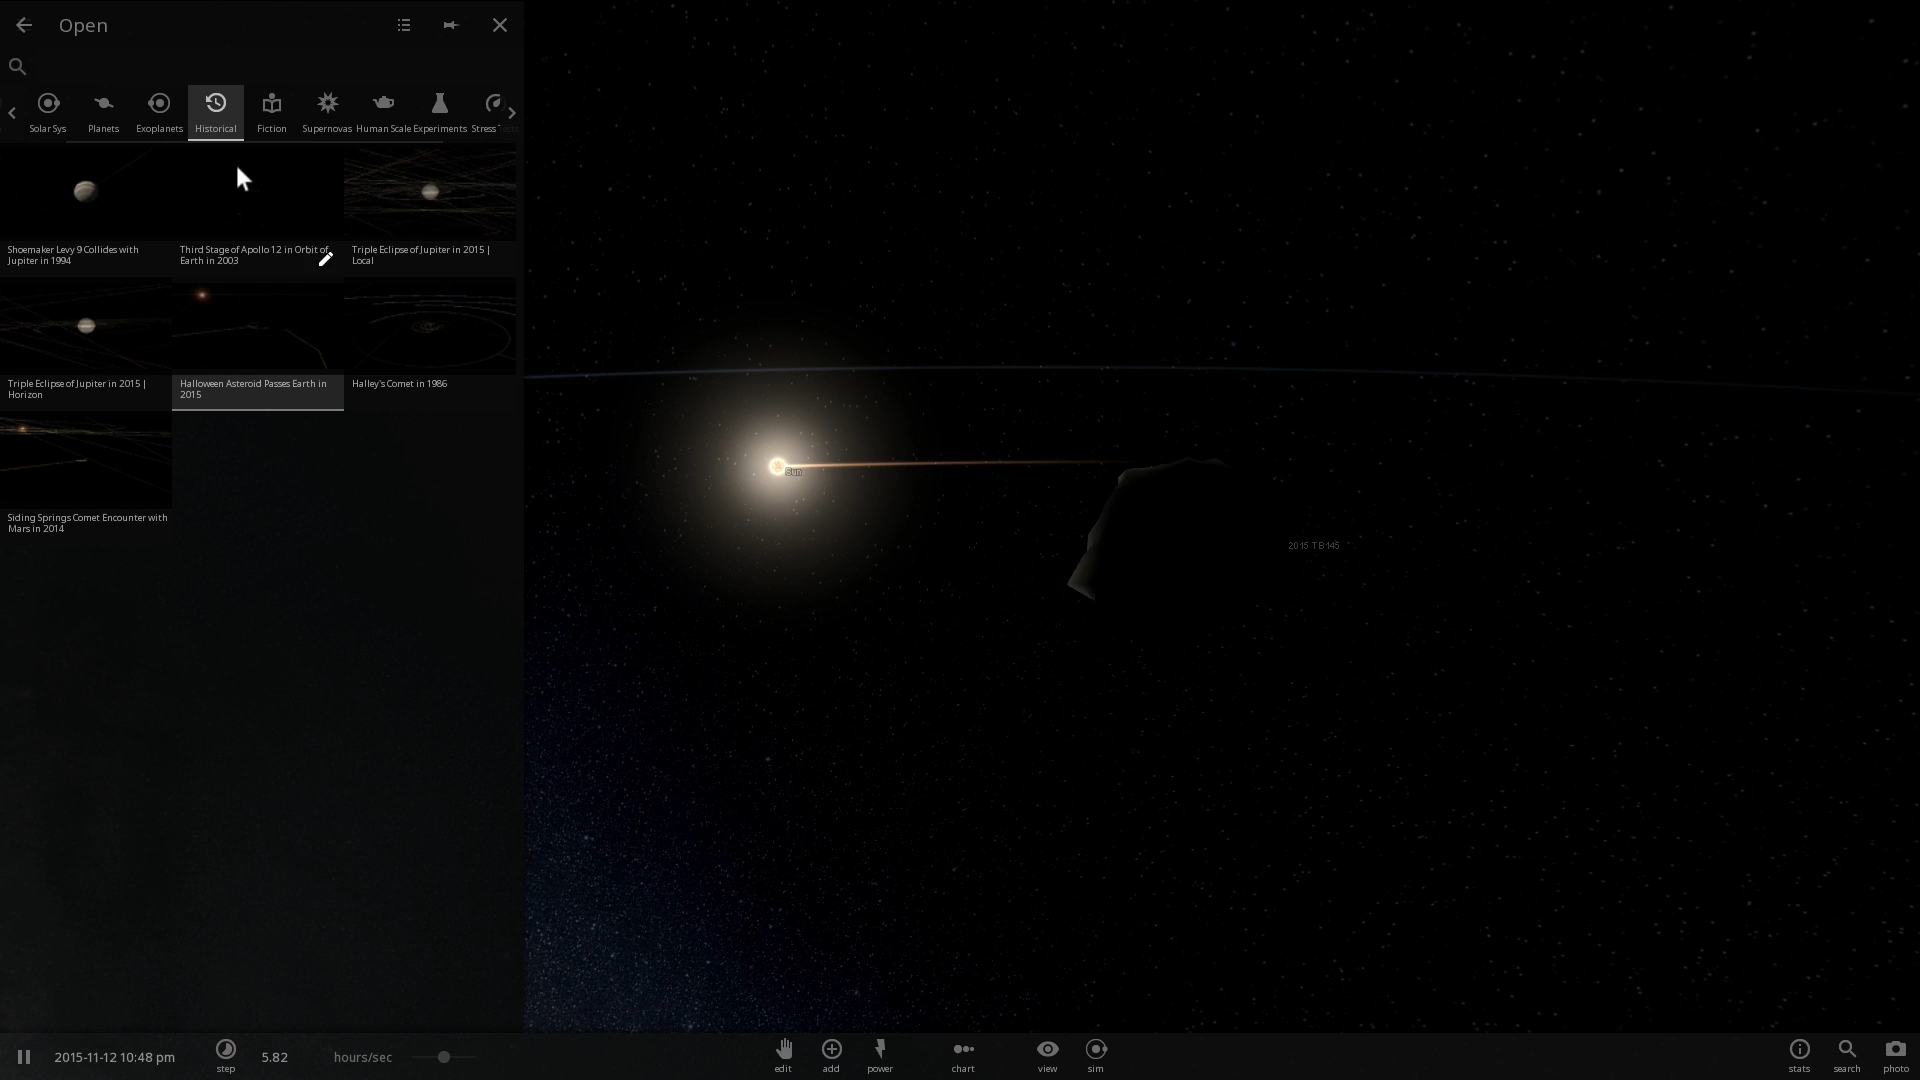 Open
Solar Sys
Planets
Exoplanets
Historical
Fiction
Supernovas
Human Scale
Experiments
Stress
Shoemaker Levy 9 Collides with
Jupiter in 1994
Third Stage of Apollo 12 in Orbit of
Earth in 2003
Triple Eclipse of Jupiter in 2015 |
Local
Triple Eclipse of Jupiter in 2015 |
Horizon
Halloween Asteroid Passes Earth in
2015
Halley's Comet in 1986
Siding Springs Comet Encounter with
Mars in 2014
Sun
2015 TB145
2015-11-12 10:48 pm
step
5.82
hours/sec
edit
add
power
chart
view
sim
stats
search
photo